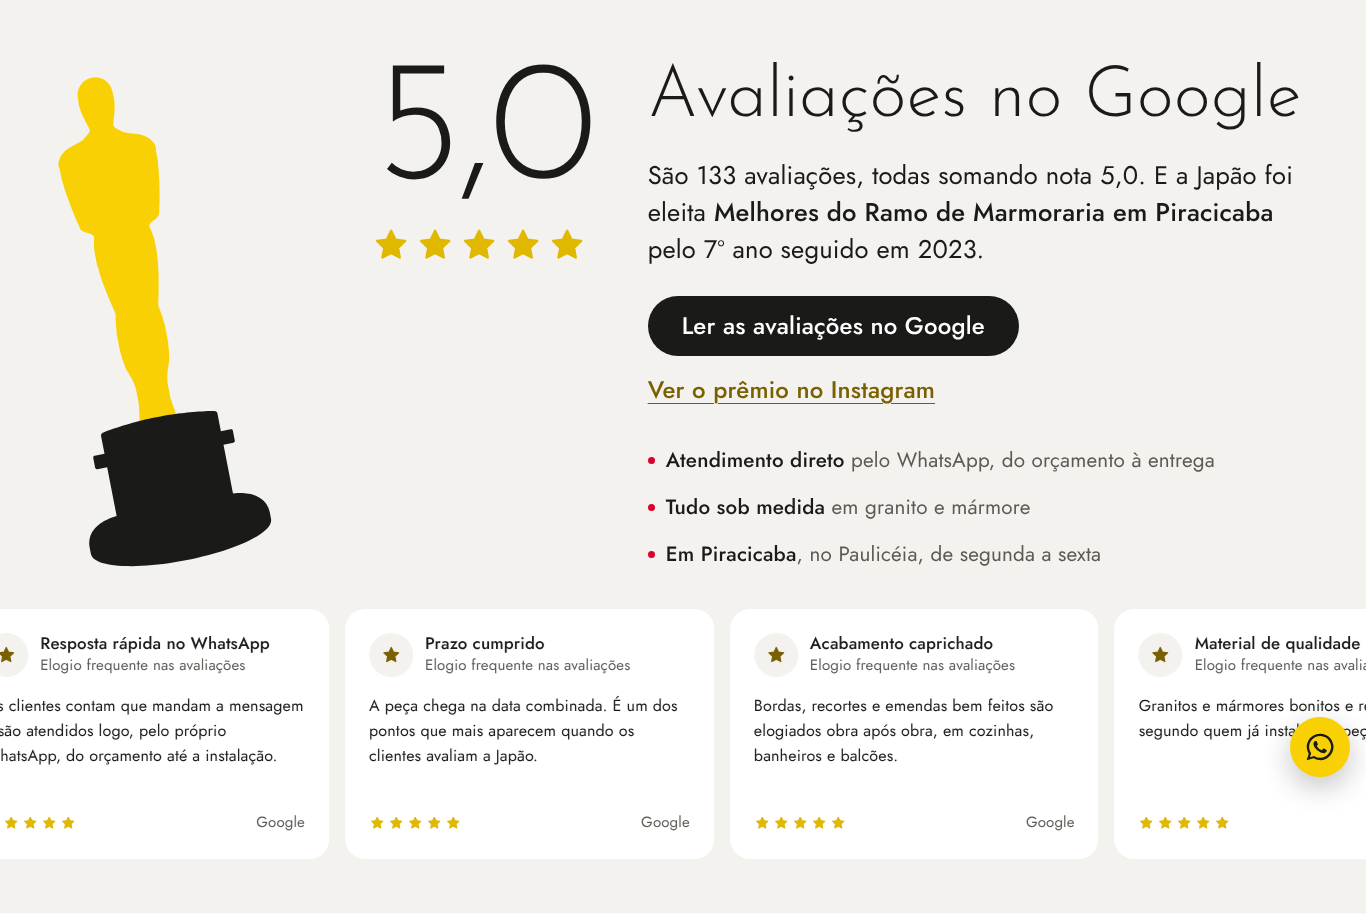 5,0
Avaliações no Google
São 133 avaliações, todas somando nota 5,0. E a Japão foi
eleita Melhores do Ramo de Marmoraria em Piracicaba
pelo 7º ano seguido em 2023.
Ler as avaliações no Google
Ver o prêmio no Instagram
Atendimento direto pelo WhatsApp, do orçamento à entrega
Tudo sob medida em granito e mármore
Em Piracicaba, no Paulicéia, de segunda a sexta
Resposta rápida no WhatsApp
Elogio frequente nas avaliações
clientes contam que mandam a mensagem
são atendidos logo, pelo próprio
hatsApp, do orçamento até a instalação.
Google
Prazo cumprido
Elogio frequente nas avaliações
A peça chega na data combinada. É um dos
pontos que mais aparecem quando os
clientes avaliam a Japão.
Google
Acabamento caprichado
Elogio frequente nas avaliações
Bordas, recortes e emendas bem feitos são
elogiados obra após obra, em cozinhas,
banheiros e balcões.
Google
Material de qualidade
Elogio frequente nas
Granitos e mármores bonitos e
segundo quem já